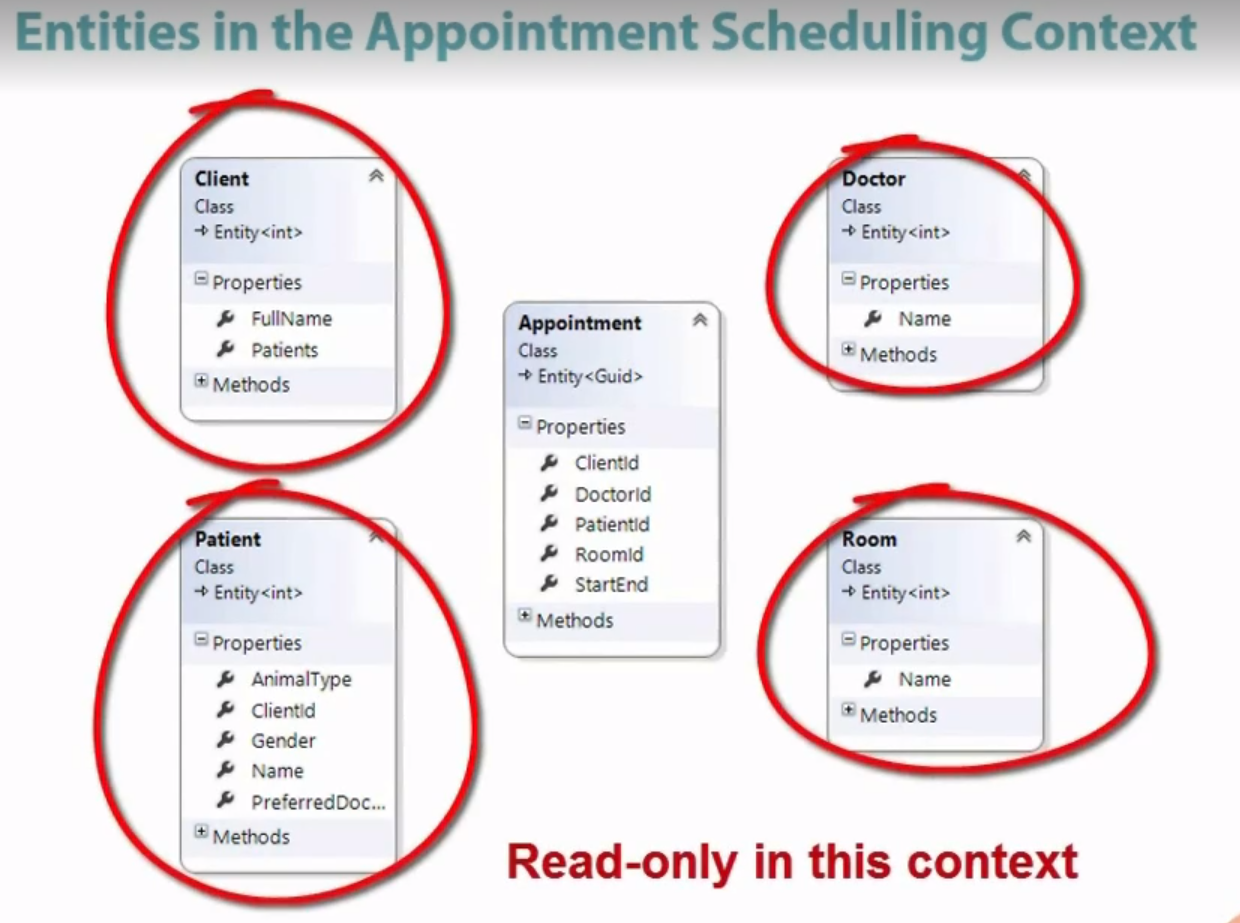 Entities in the Appointment Scheduling Context
Client
Class
Entity<int>
Properties
FullName
Patients
Methods
Doctor
Class
Entity<int>
Properties
Name
Methods
Appointment
Class
Entity<Guid>
Properties
ClientId
DoctorId
PatientId
RoomId
StartEnd
Methods
Patient
Class
Entity<int>
Properties
AnimalType
ClientId
Gender
Name
PreferredDoc...
Methods
Room
Class
Entity<int>
Properties
Name
Methods
Read-only in this context